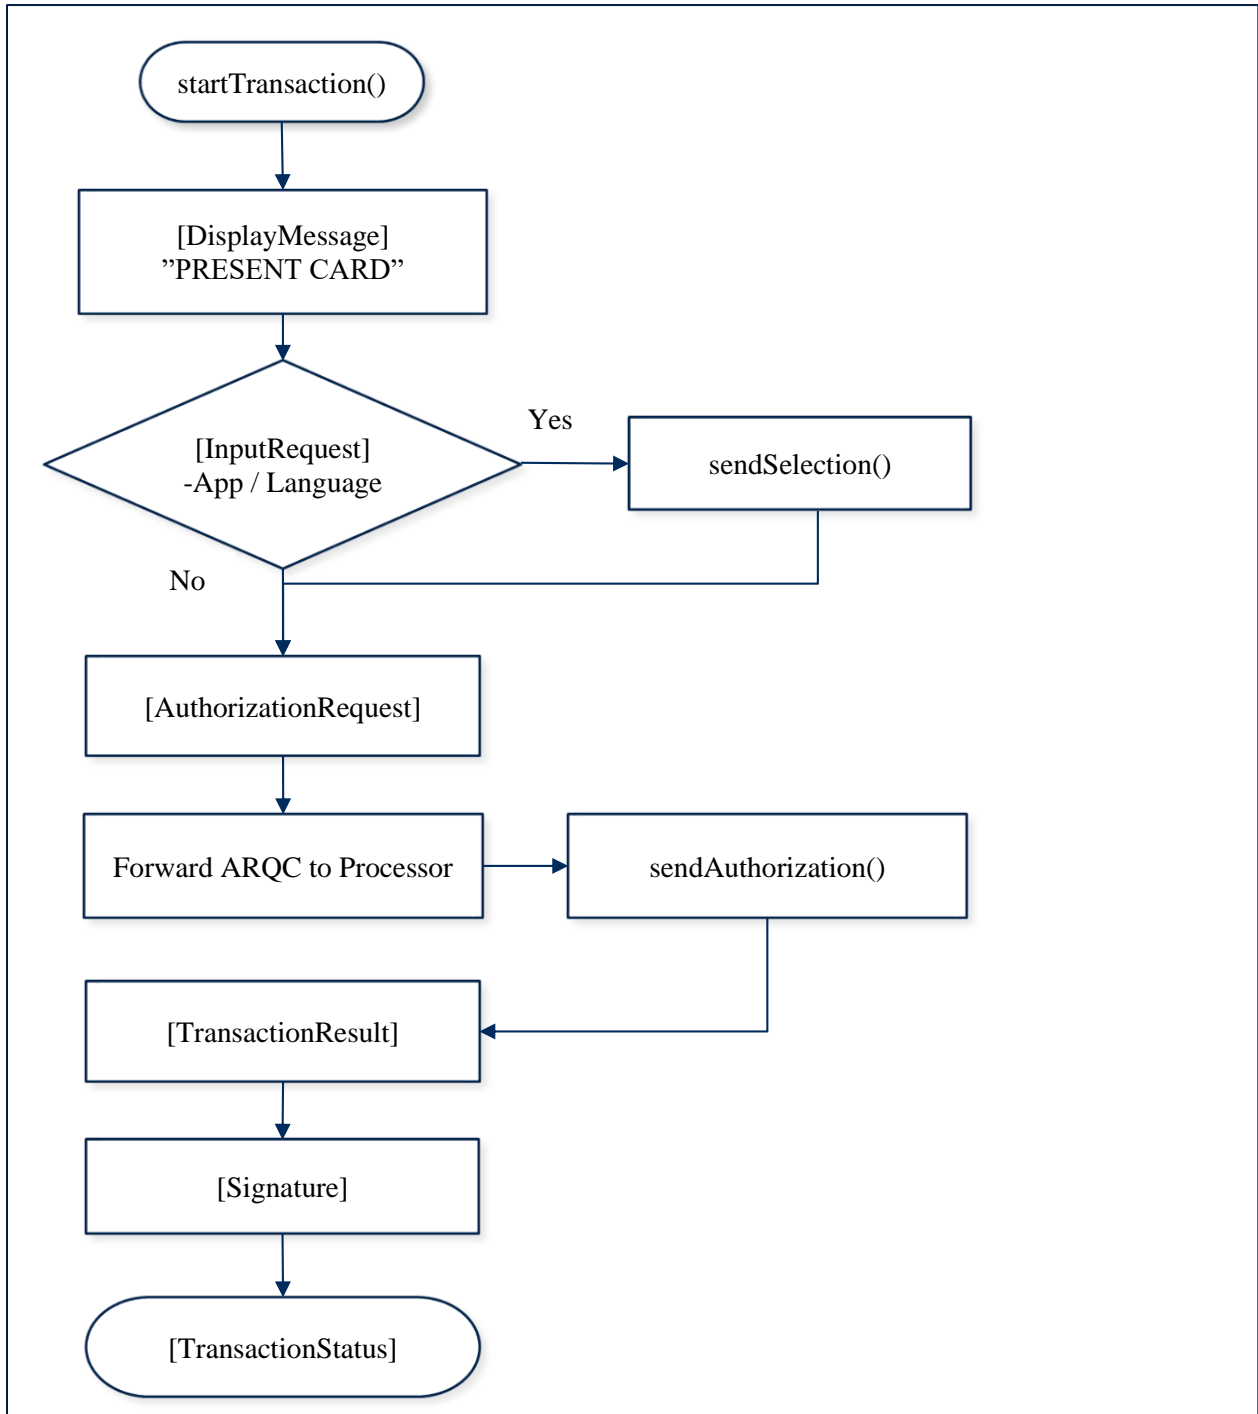 startTransaction()
[DisplayMessage]
”PRESENT CARD”
[InputRequest]
-App / Language
Yes
sendSelection()
No
[AuthorizationRequest]
Forward ARQC to Processor
sendAuthorization()
[TransactionResult]
[Signature]
[TransactionStatus]